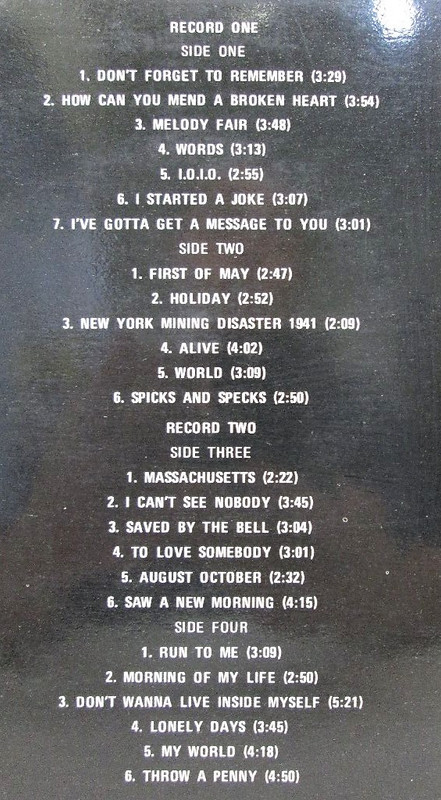 RECORD ONE
SIDE ONE
1. DON'T FORGET TO REMEMBER (3:29)
2. HOW CAN YOU MEND A BROKEN HEART (3:54)
3. MELODY FAIR (3:48)
4. WORDS (3:13)
5. I.O.I.O. (2:55)
6. I STARTED A JOKE (3:07)
7. I'VE GOTTA GET A MESSAGE TO YOU (3:01)
SIDE TWO
1. FIRST OF MAY (2:47)
2. HOLIDAY (2:52)
3. NEW YORK MINING DISASTER 1941 (2:09)
4. ALIVE (4:02)
5. WORLD (3:09)
6. SPICKS AND SPECKS (2:50)
RECORD TWO
SIDE THREE
1. MASSACHUSETTS (2:22)
2. I CAN'T SEE NOBODY (3:45)
3. SAVED BY THE BELL (3:04)
4. TO LOVE SOMEBODY (3:01)
5. AUGUST OCTOBER (2:32)
6. SAW A NEW MORNING (4:15)
SIDE FOUR
1. RUN TO ME (3:09)
2. MORNING OF MY LIFE (2:50)
3. DON'T WANNA LIVE INSIDE MYSELF (5:21)
4. LONELY DAYS (3:45)
5. MY WORLD (4:18)
6. THROW A PENNY (4:50)